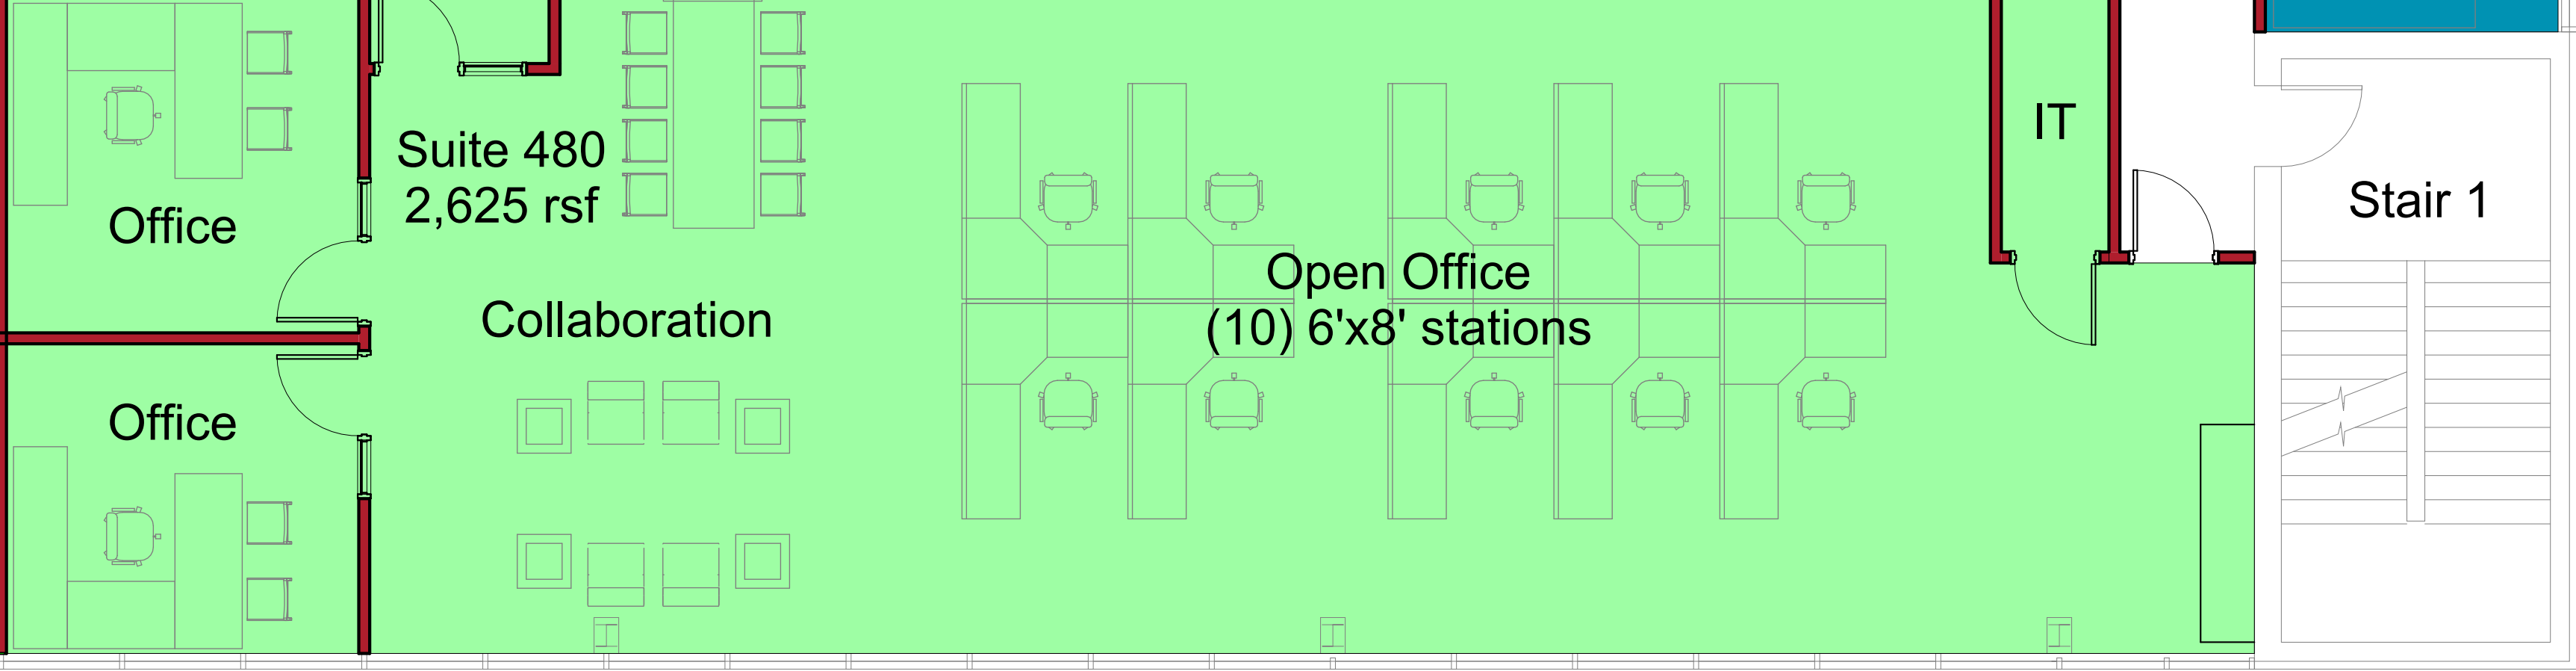 Office
Suite 480
2,625 rsf
Collaboration
Open Office
(10) 6'x8' stations
IT
Stair 1
Office